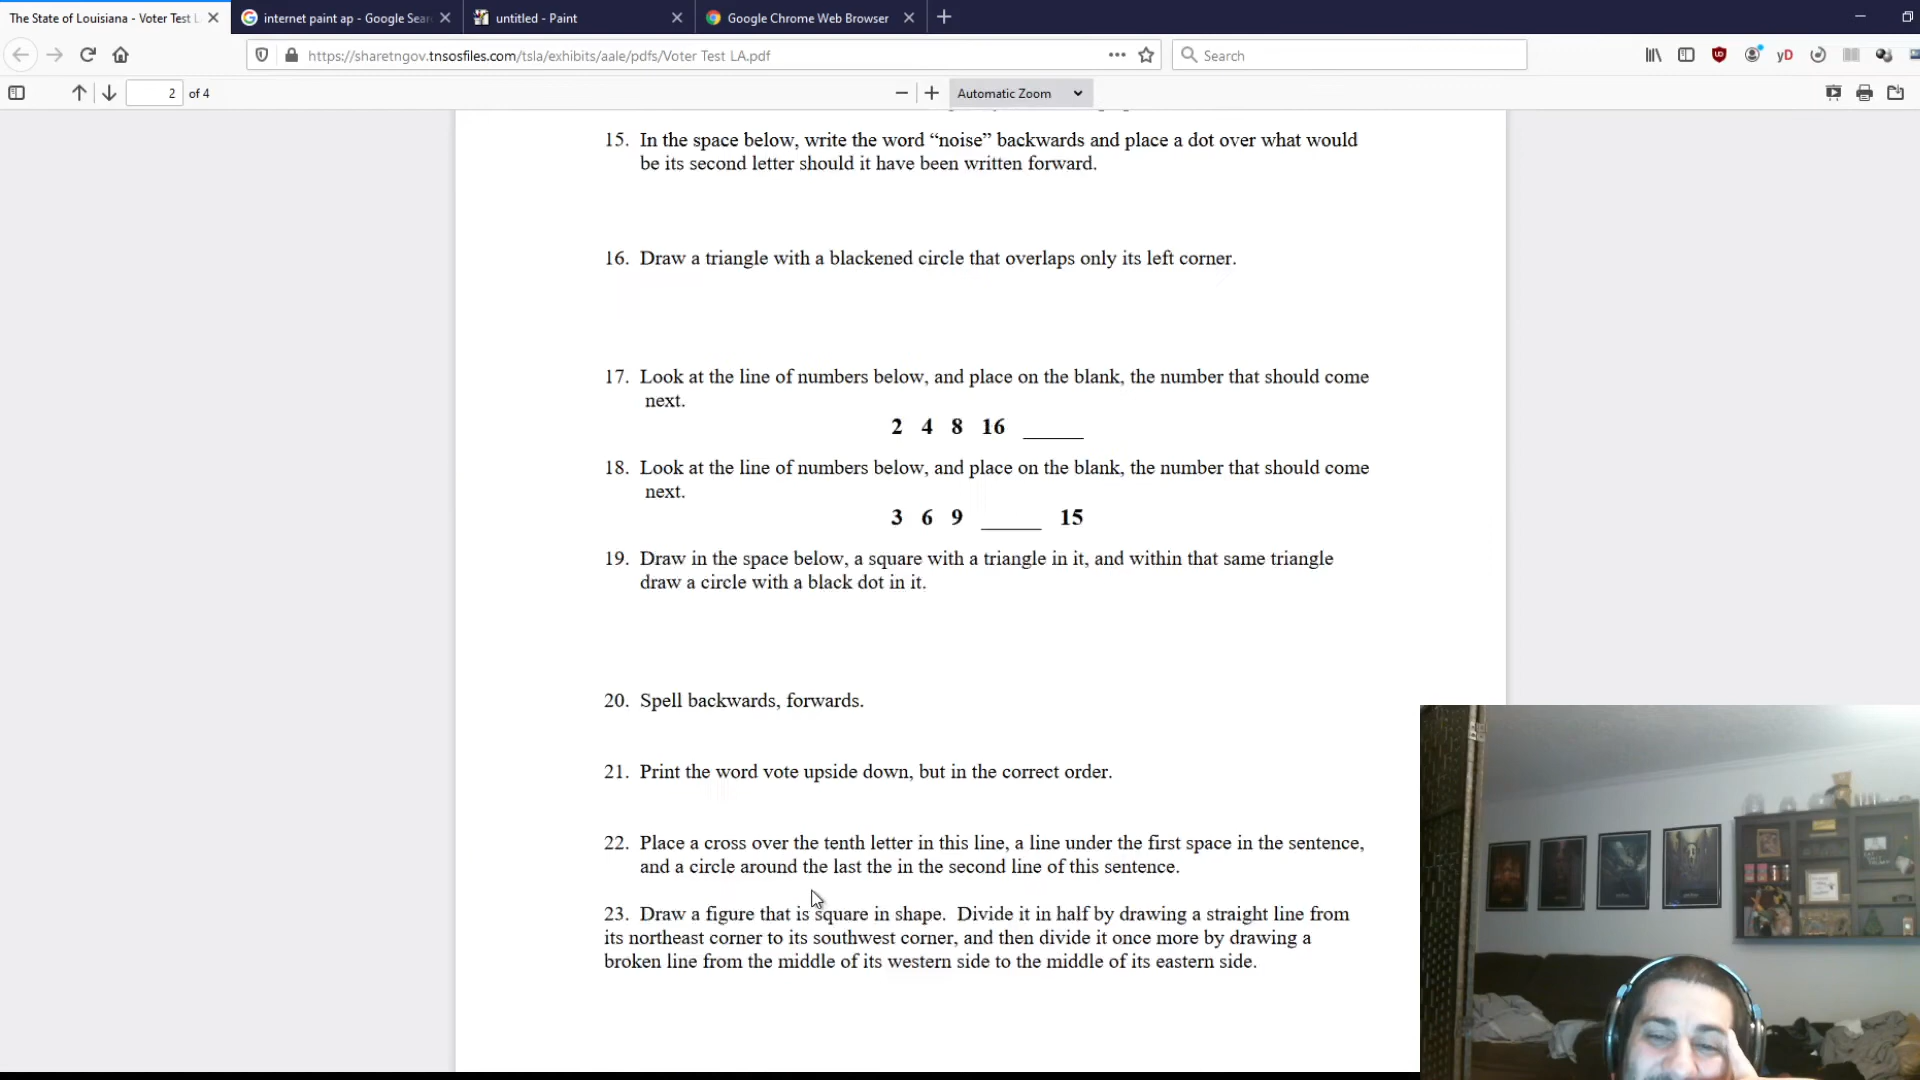 The State of Louisiana - Voter Test L
internet paint ap - Google Sear
untitled - Paint
Google Chrome Web Browser
https://sharetngov.tnsosfiles.com/tsla/exhibits/aale/pdfs/Voter Test LA.pdf
Search
2 of 4
Automatic Zoom
15. In the space below, write the word “noise” backwards and place a dot over what would
be its second letter should it have been written forward.
16. Draw a triangle with a blackened circle that overlaps only its left corner.
17. Look at the line of numbers below, and place on the blank, the number that should come
next.
2 4 8 16 _____
18. Look at the line of numbers below, and place on the blank, the number that should come
next.
3 6 9 _____ 15
19. Draw in the space below, a square with a triangle in it, and within that same triangle
draw a circle with a black dot in it.
20. Spell backwards, forwards.
21. Print the word vote upside down, but in the correct order.
22. Place a cross over the tenth letter in this line, a line under the first space in the sentence,
and a circle around the last the in the second line of this sentence.
23. Draw a figure that is square in shape. Divide it in half by drawing a straight line from
its northeast corner to its southwest corner, and then divide it once more by drawing a
broken line from the middle of its western side to the middle of its eastern side.